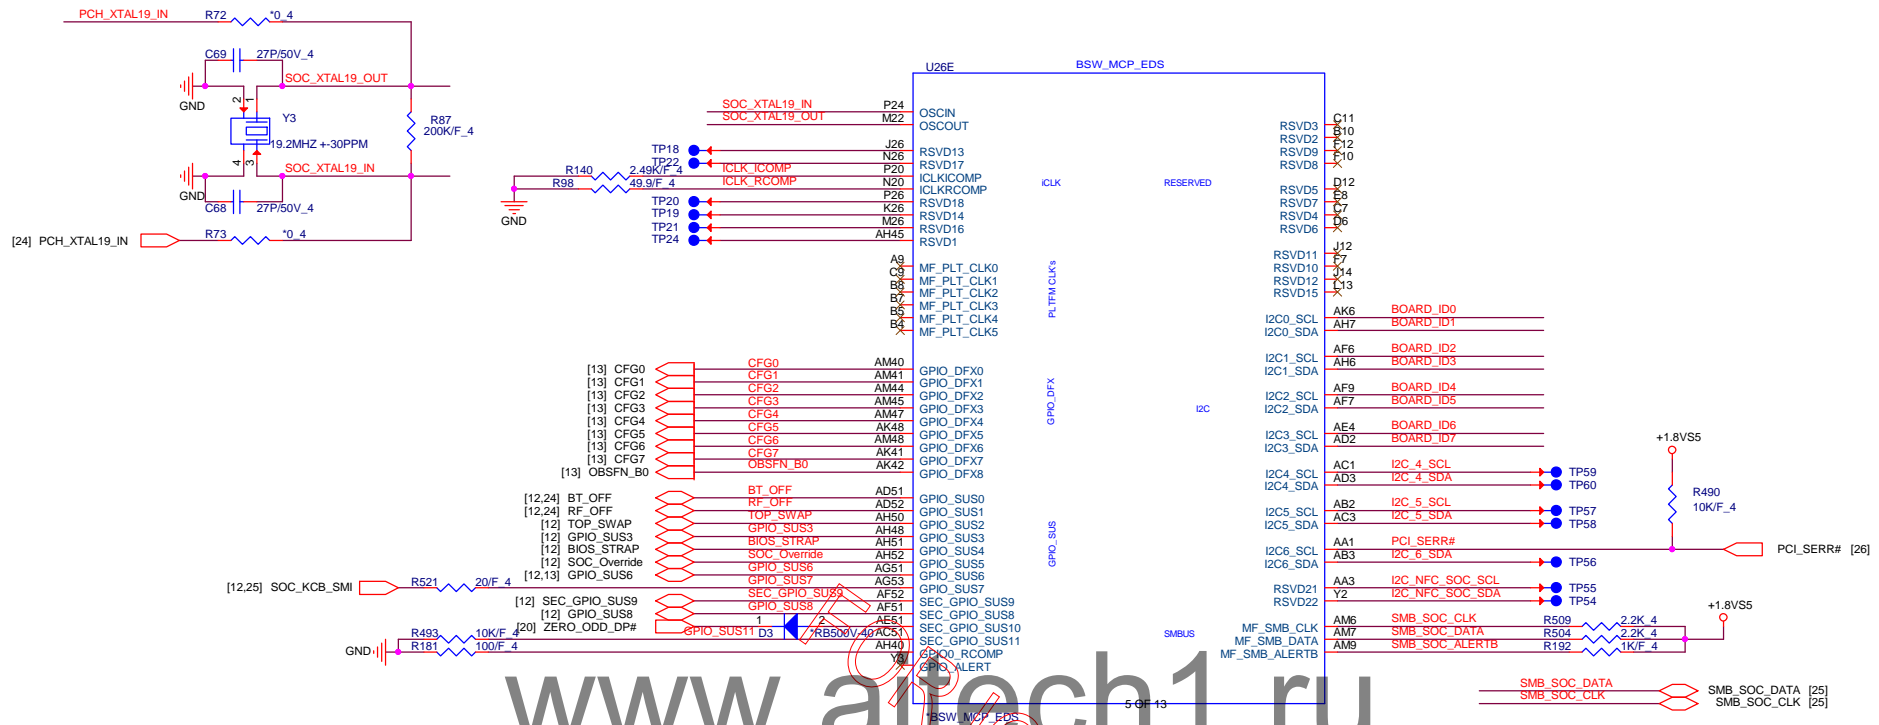 PCH_XTAL19_IN R72 *0_4
C69 27P/50V_4
SOC_XTAL19_OUT
GND
2 1
Y3
19.2MHZ +-30PPM
R87
200K/F_4
4 3
SOC_XTAL19_IN
GND
C68 27P/50V_4
[24] PCH_XTAL19_IN R73 *0_4
U26E BSW_MCP_EDS
SOC_XTAL19_IN P24 OSCIN
SOC_XTAL19_OUT M22 OSCOUT
TP18 J26 RSVD13
TP22 N26 RSVD17
R140 2.49K/F_4 ICLK_ICOMP P20 ICLKICOMP
R98 49.9/F_4 ICLK_RCOMP N20 ICLKRCOMP
GND
TP20 P26 RSVD18
TP19 K26 RSVD14
TP21 M26 RSVD16
TP24 AH45 RSVD1
A9 MF_PLT_CLK0
C9 MF_PLT_CLK1
B8 MF_PLT_CLK2
B7 MF_PLT_CLK3
B5 MF_PLT_CLK4
B4 MF_PLT_CLK5
[13] CFG0 CFG0 AM40 GPIO_DFX0
[13] CFG1 CFG1 AM41 GPIO_DFX1
[13] CFG2 CFG2 AM44 GPIO_DFX2
[13] CFG3 CFG3 AM45 GPIO_DFX3
[13] CFG4 CFG4 AM47 GPIO_DFX4
[13] CFG5 CFG5 AK48 GPIO_DFX5
[13] CFG6 CFG6 AM48 GPIO_DFX6
[13] CFG7 CFG7 AK41 GPIO_DFX7
[13] OBSFN_B0 OBSFN_B0 AK42 GPIO_DFX8
[12,24] BT_OFF BT_OFF AD51 GPIO_SUS0
[12,24] RF_OFF RF_OFF AD52 GPIO_SUS1
[12] TOP_SWAP TOP_SWAP AH50 GPIO_SUS2
[12] GPIO_SUS3 GPIO_SUS3 AH48 GPIO_SUS3
[12] BIOS_STRAP BIOS_STRAP AH51 GPIO_SUS4
[12] SOC_Override SOC_Override AH52 GPIO_SUS5
[12,13] GPIO_SUS6 GPIO_SUS6 AG51 GPIO_SUS6
[12,25] SOC_KCB_SMI R521 20/F_4 GPIO_SUS7 AG53 GPIO_SUS7
[12] SEC_GPIO_SUS9 SEC_GPIO_SUS9 AF52 SEC_GPIO_SUS9
[12] GPIO_SUS8 GPIO_SUS8 AF51 SEC_GPIO_SUS8
[20] ZERO_ODD_DP# 1 D3 2 *RB500V-40 AE51 SEC_GPIO_SUS10
R493 10K/F_4 GPIO_SUS11 AC51 SEC_GPIO_SUS11
GND R181 100/F_4 AH40 GPIO0_RCOMP
Y3 GPIO_ALERT
iCLK
PLTFM CLK's
GPIO_DFX
GPIO_SUS
RESERVED
I2C
SMBUS
RSVD3 C11
RSVD2 B10
RSVD9 F12
RSVD8 F10
RSVD5 D12
RSVD7 E8
RSVD4 C7
RSVD6 D6
RSVD11 J12
RSVD10 F7
RSVD12 J14
RSVD15 L13
I2C0_SCL AK6 BOARD_ID0
I2C0_SDA AH7 BOARD_ID1
I2C1_SCL AF6 BOARD_ID2
I2C1_SDA AH6 BOARD_ID3
I2C2_SCL AF9 BOARD_ID4
I2C2_SDA AF7 BOARD_ID5
I2C3_SCL AE4 BOARD_ID6
I2C3_SDA AD2 BOARD_ID7
I2C4_SCL AC1 I2C_4_SCL TP59
I2C4_SDA AD3 I2C_4_SDA TP60
I2C5_SCL AB2 I2C_5_SCL TP57
I2C5_SDA AC3 I2C_5_SDA TP58
+1.8VS5
R490
10K/F_4
I2C6_SCL AA1 PCI_SERR# PCI_SERR# [26]
I2C6_SDA AB3 I2C_6_SDA TP56
RSVD21 AA3 I2C_NFC_SOC_SCL TP55
RSVD22 Y2 I2C_NFC_SOC_SDA TP54
+1.8VS5
MF_SMB_CLK AM6 SMB_SOC_CLK R509 2.2K_4
MF_SMB_DATA AM7 SMB_SOC_DATA R504 2.2K_4
MF_SMB_ALERTB AM9 SMB_SOC_ALERTB R192 1K/F_4
SMB_SOC_DATA SMB_SOC_DATA [25]
SMB_SOC_CLK SMB_SOC_CLK [25]
5 OF 13
*BSW_MCP_EDS
www.aitech1.ru